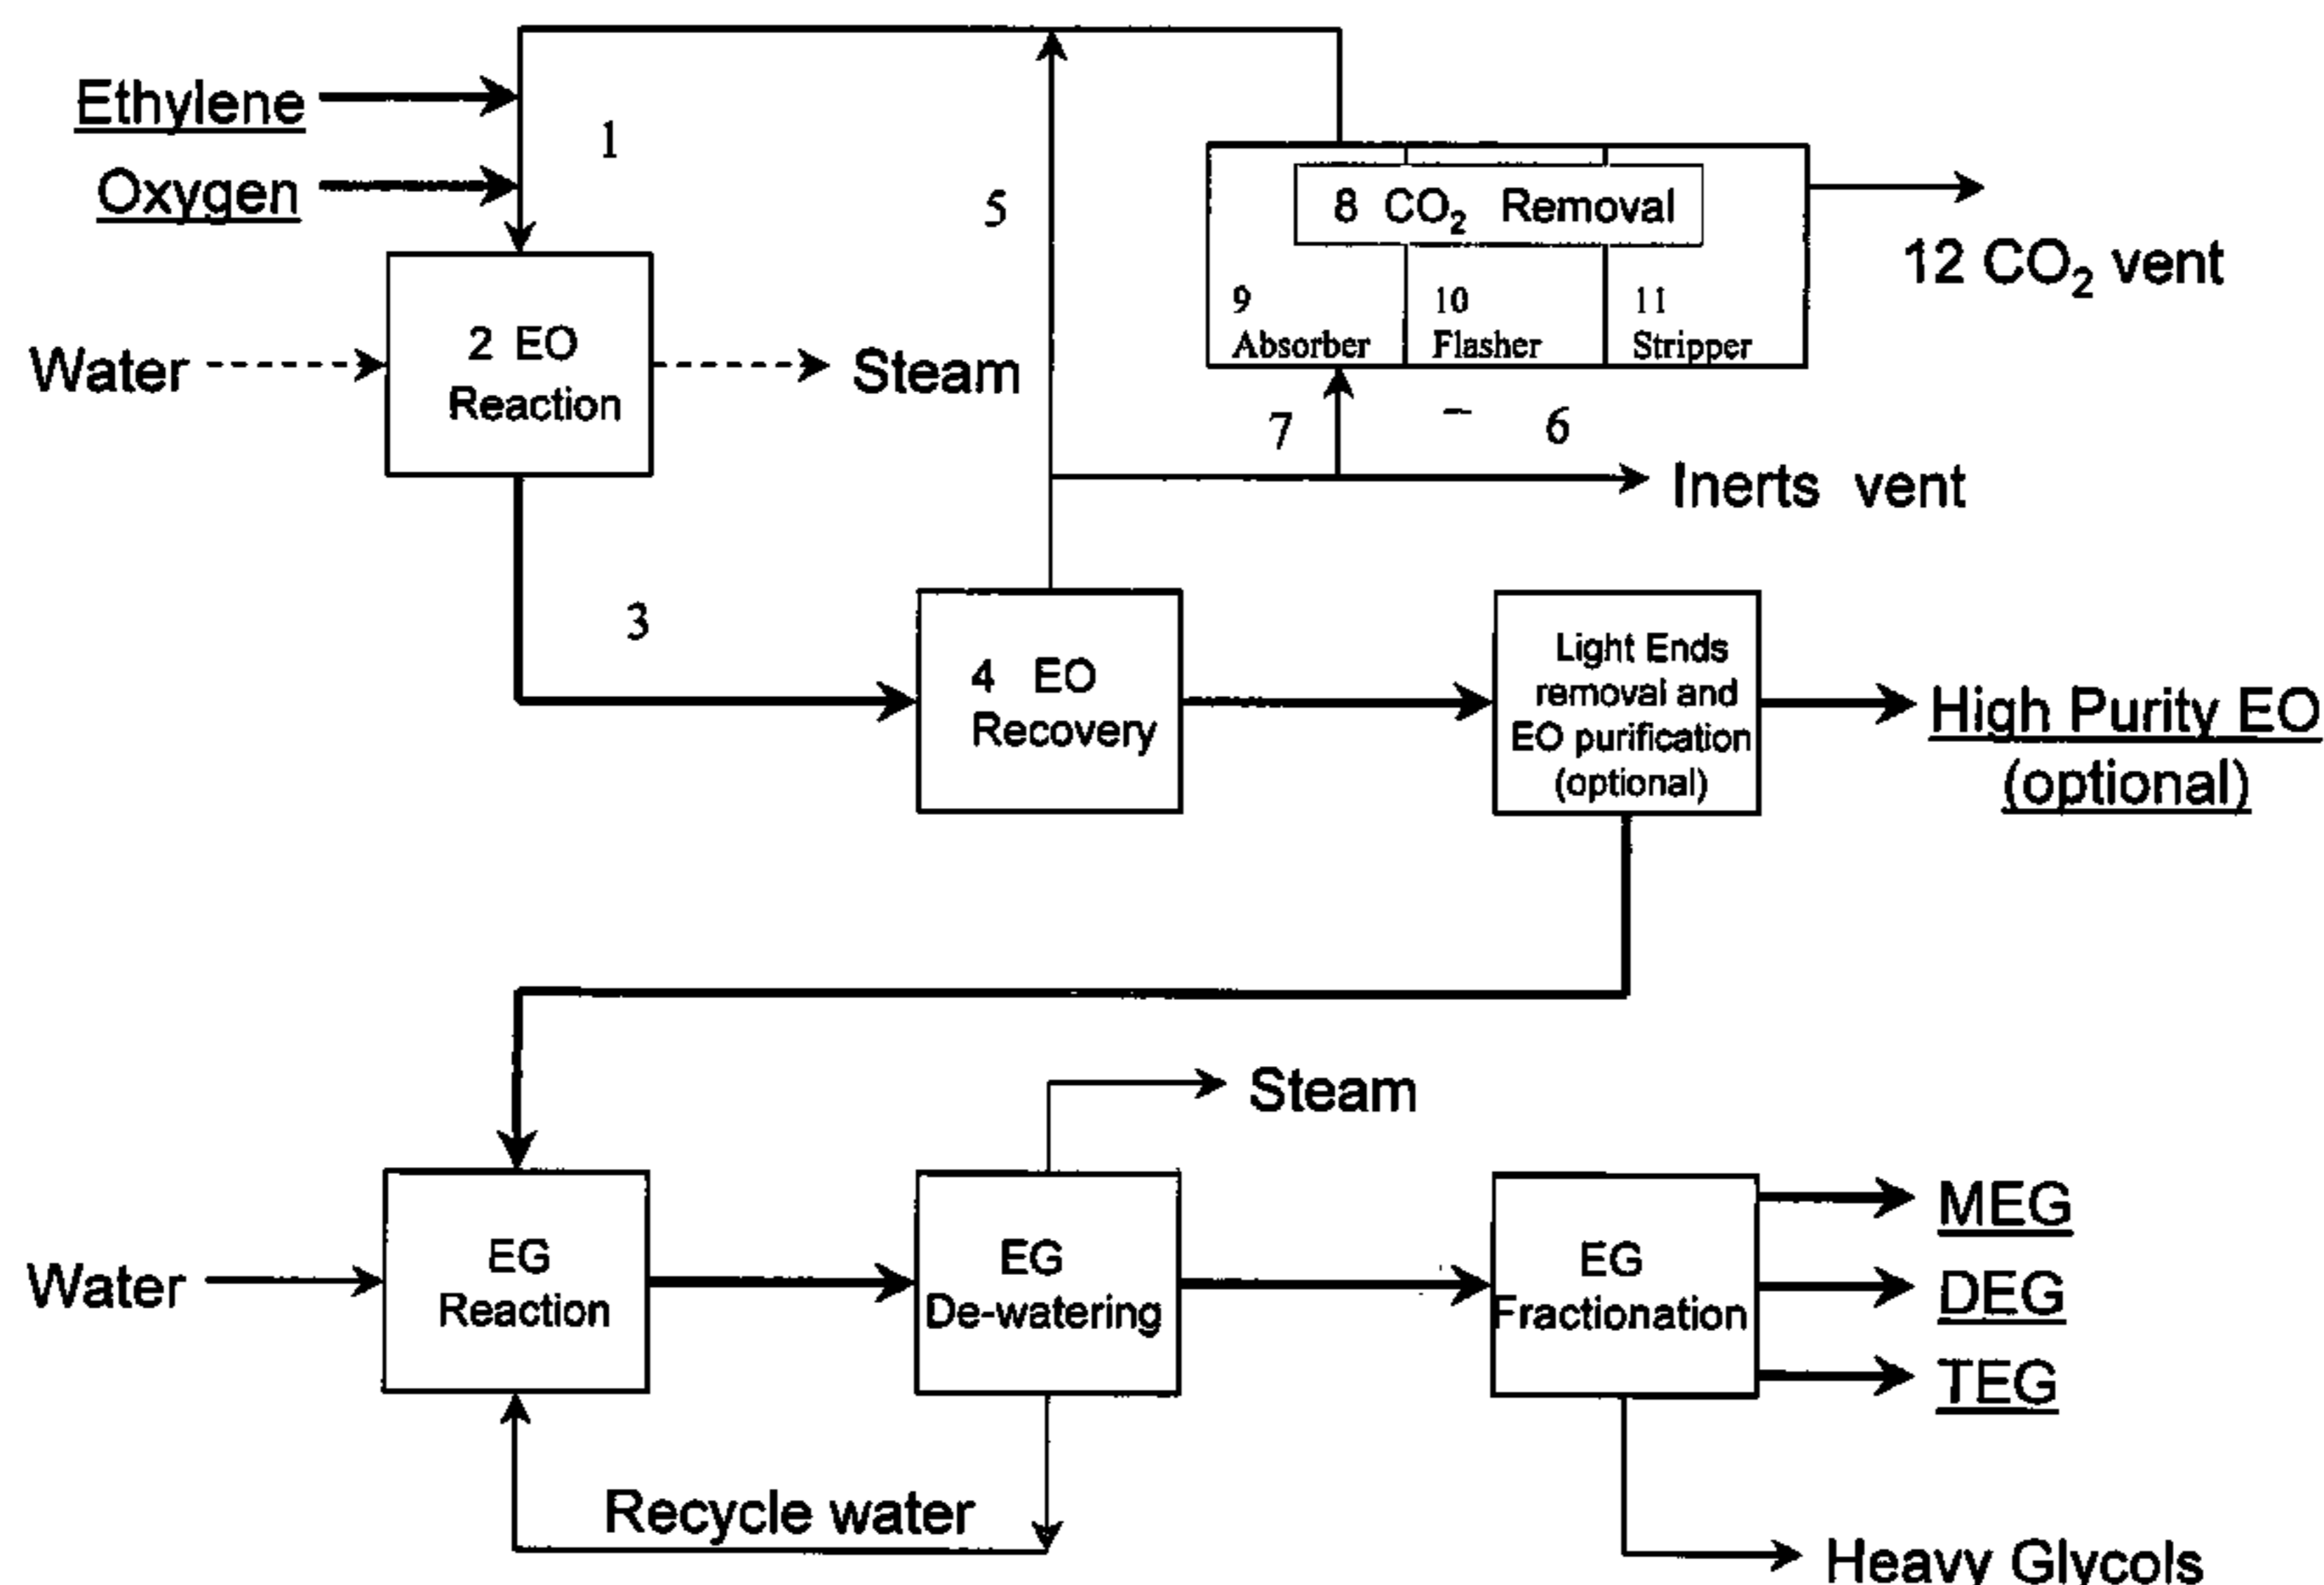 Ethylene
1
Oxygen
5
8 CO₂ Removal
12 CO₂ vent
9
Absorber
10
Flasher
11
Stripper
Water
2 EO
Reaction
Steam
7
6
Inerts vent
3
4 EO
Recovery
Light Ends
removal and
EO purification
(optional)
High Purity EO
(optional)
Steam
Water
EG
Reaction
EG
De-watering
EG
Fractionation
MEG
DEG
TEG
Recycle water
Heavy Glycols